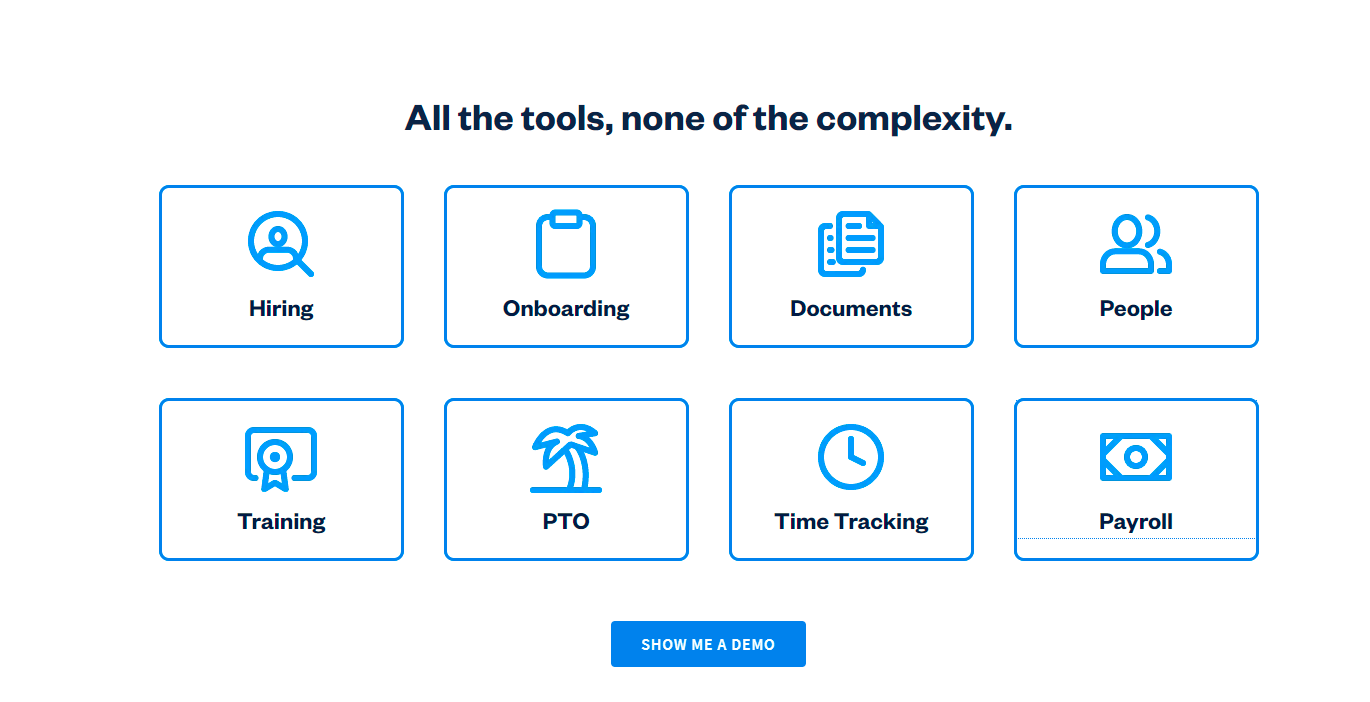 All the tools, none of the complexity.
Hiring
Onboarding
Documents
People
Training
PTO
Time Tracking
Payroll
SHOW ME A DEMO